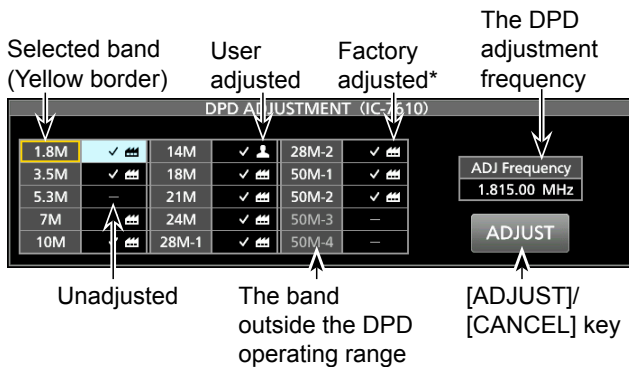 The DPD
adjustment
frequency
Selected band
(Yellow border)
User
adjusted
Factory
adjusted*
DPD ADJUSTMENT (IC-7610)
1.8M ✓ 14M ✓ 28M-2 ✓
3.5M ✓ 18M ✓ 50M-1 ✓
5.3M – 21M ✓ 50M-2 ✓
7M ✓ 24M ✓ 50M-3 –
10M ✓ 28M-1 ✓ 50M-4 –
ADJ Frequency
1.815.00 MHz
ADJUST
Unadjusted
The band
outside the DPD
operating range
[ADJUST]/
[CANCEL] key